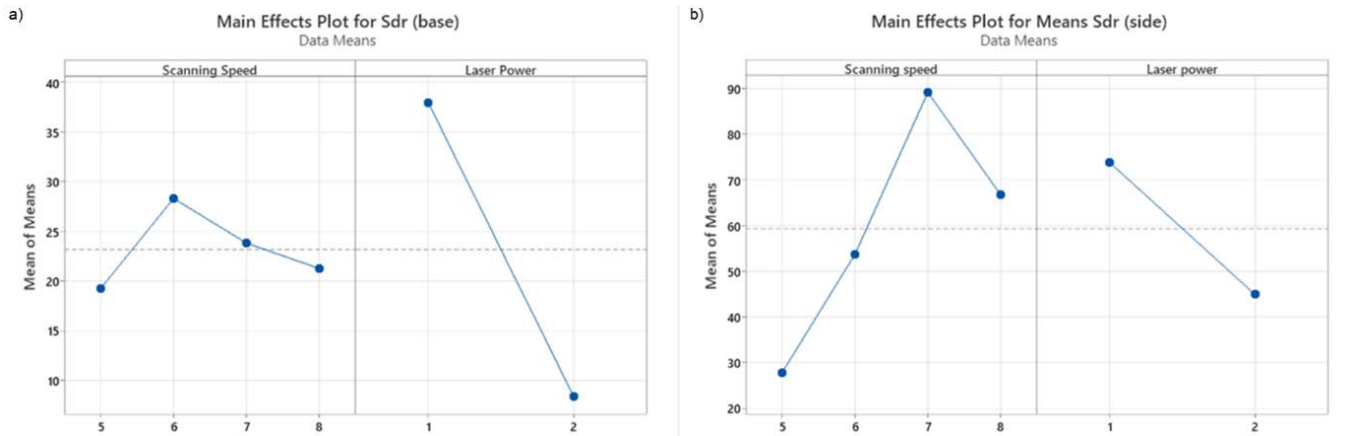 a)
Main Effects Plot for Sdr (base)
Data Means
Scanning Speed
Laser Power
Mean of Means
40
35
30
25
20
15
10
5 6 7 8 1 2
b)
Main Effects Plot for Means Sdr (side)
Data Means
Scanning speed
Laser power
Mean of Means
90
80
70
60
50
40
30
20
5 6 7 8 1 2